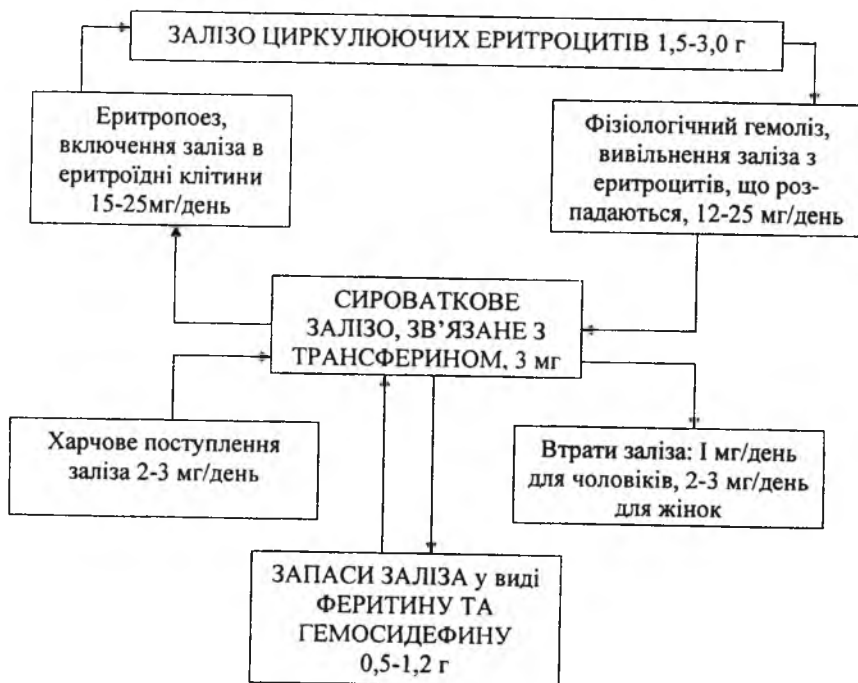 ЗАЛІЗО ЦИРКУЛЮЮЧИХ ЕРИТРОЦИТІВ 1,5-3,0 г
Еритропоез,
включення заліза в
еритроїдні клітини
15-25мг/день
Фізіологічний гемоліз,
вивільнення заліза з
еритроцитів, що роз-
падаються, 12-25 мг/день
СИРОВАТКОВЕ
ЗАЛІЗО, ЗВ’ЯЗАНЕ З
ТРАНСФЕРИНОМ, 3 мг
Харчове поступлення
заліза 2-3 мг/день
Втрати заліза: І мг/день
для чоловіків, 2-3 мг/день
для жінок
ЗАПАСИ ЗАЛІЗА у виді
ФЕРИТИНУ ТА
ГЕМОСИДЕФИНУ
0,5-1,2 г